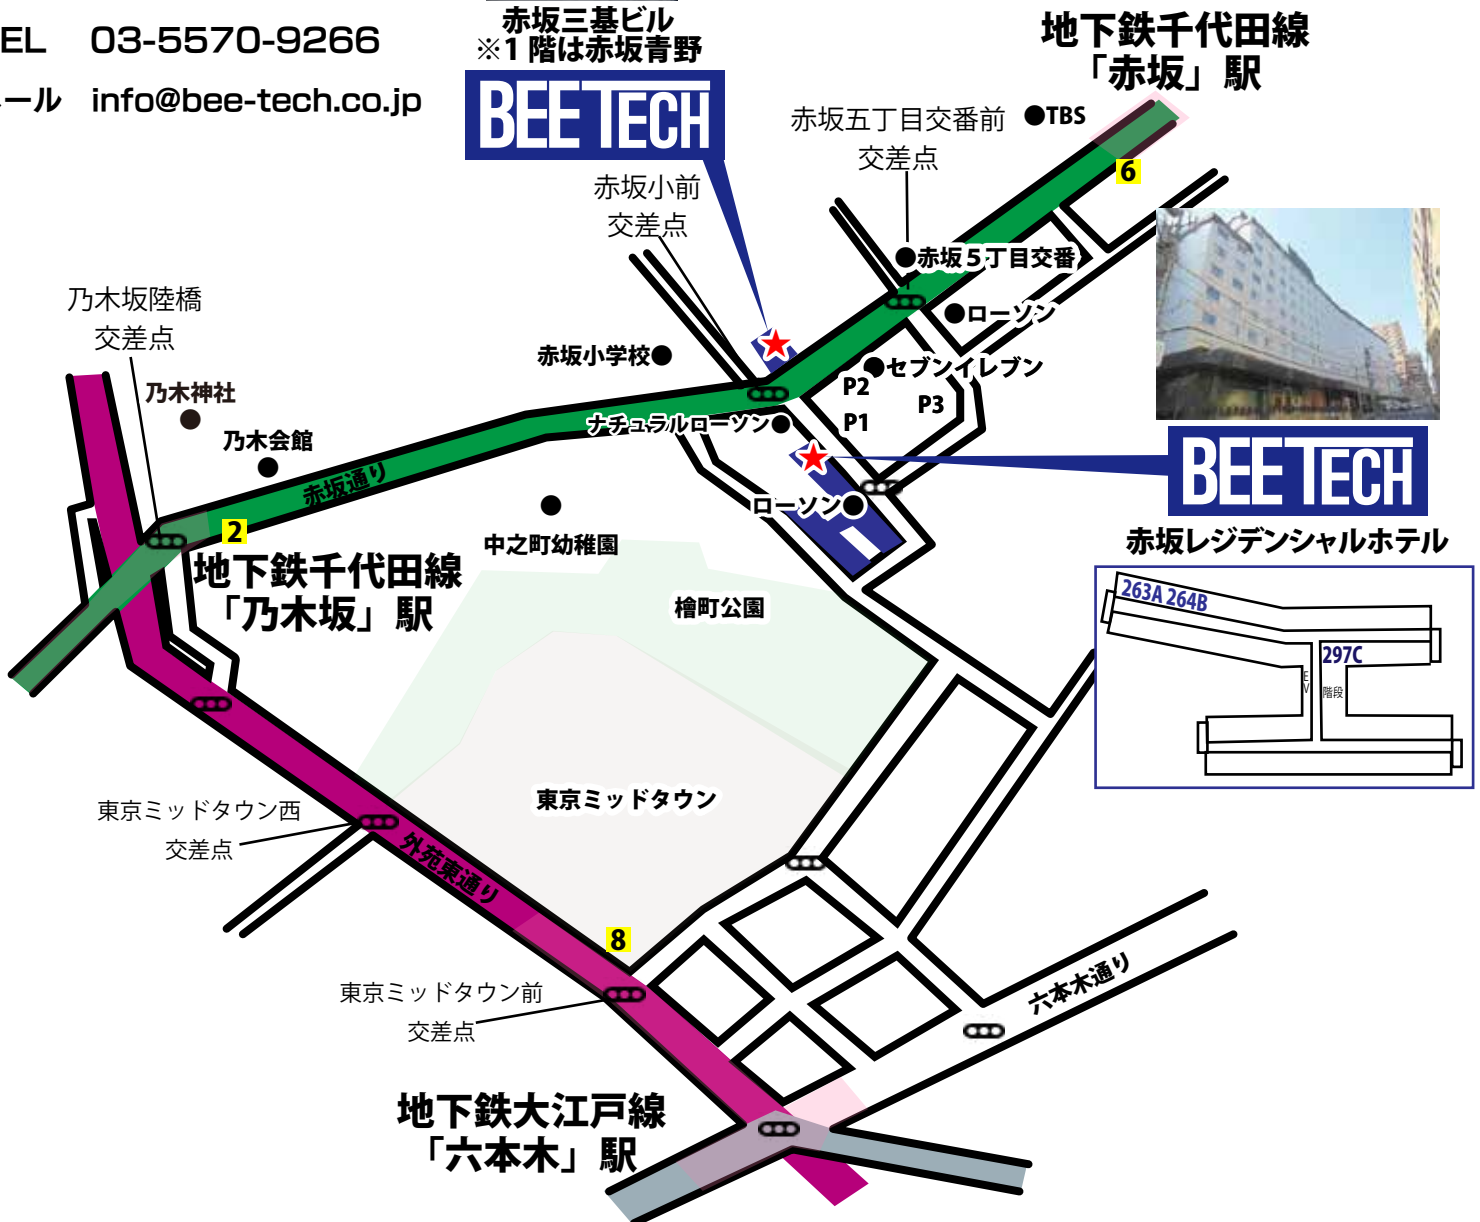 EL 03-5570-9266
ール info@bee-tech.co.jp
赤坂三基ビル
※1 階は赤坂青野
BEE TECH
地下鉄千代田線
「赤坂」駅
赤坂五丁目交番前
交差点
TBS
6
赤坂小前
交差点
赤坂５丁目交番
ローソン
乃木坂陸橋
交差点
赤坂小学校
セブンイレブン
P2
P3
P1
乃木神社
ナチュラルローソン
乃木会館
赤坂通り
BEE TECH
ローソン
2
中之町幼稚園
赤坂レジデンシャルホテル
地下鉄千代田線
「乃木坂」駅
檜町公園
263A 264B
297C
EV
階段
東京ミッドタウン
東京ミッドタウン西
交差点
外苑東通り
8
東京ミッドタウン前
交差点
六本木通り
地下鉄大江戸線
「六本木」駅